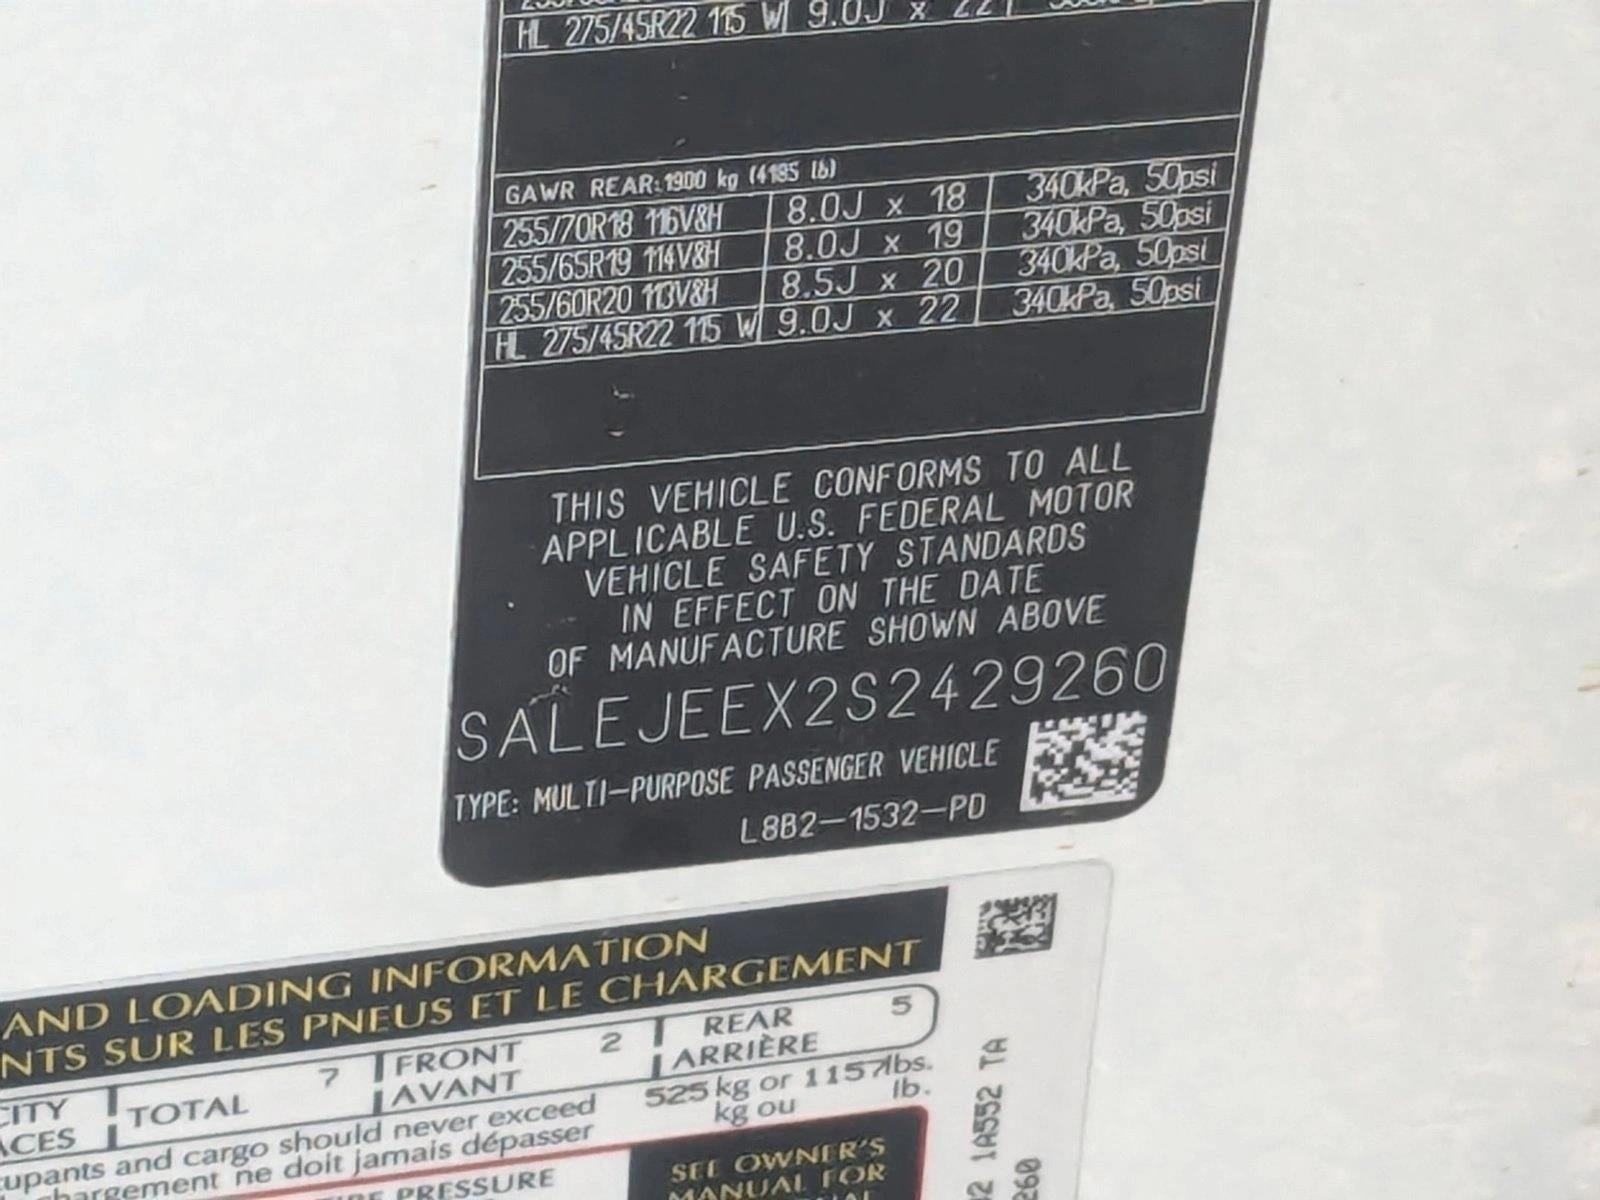 HL 275/45R22 115 W 9.0J x 22
GAWR REAR: 1900 kg (4185 lb)
255/70R18 116V&H 8.0J x 18 340kPa, 50psi
255/65R19 114V&H 8.0J x 19 340kPa, 50psi
255/60R20 113V&H 8.5J x 20 340kPa, 50psi
HL 275/45R22 115 W 9.0J x 22 340kPa, 50psi
THIS VEHICLE CONFORMS TO ALL
APPLICABLE U.S. FEDERAL MOTOR
VEHICLE SAFETY STANDARDS
IN EFFECT ON THE DATE
OF MANUFACTURE SHOWN ABOVE
SALEJEEX2S2429260
TYPE: MULTI-PURPOSE PASSENGER VEHICLE
L8B2-1532-PD
AND LOADING INFORMATION
NTS SUR LES PNEUS ET LE CHARGEMENT
CITY TOTAL 7 FRONT 2 REAR 5
ACES AVANT ARRIÈRE
upants and cargo should never exceed 525 kg or 1157 lbs.
chargement ne doit jamais dépasser kg ou lb.
PRESSURE
SEE OWNER'S
MANUAL FOR
1A552 TA
260